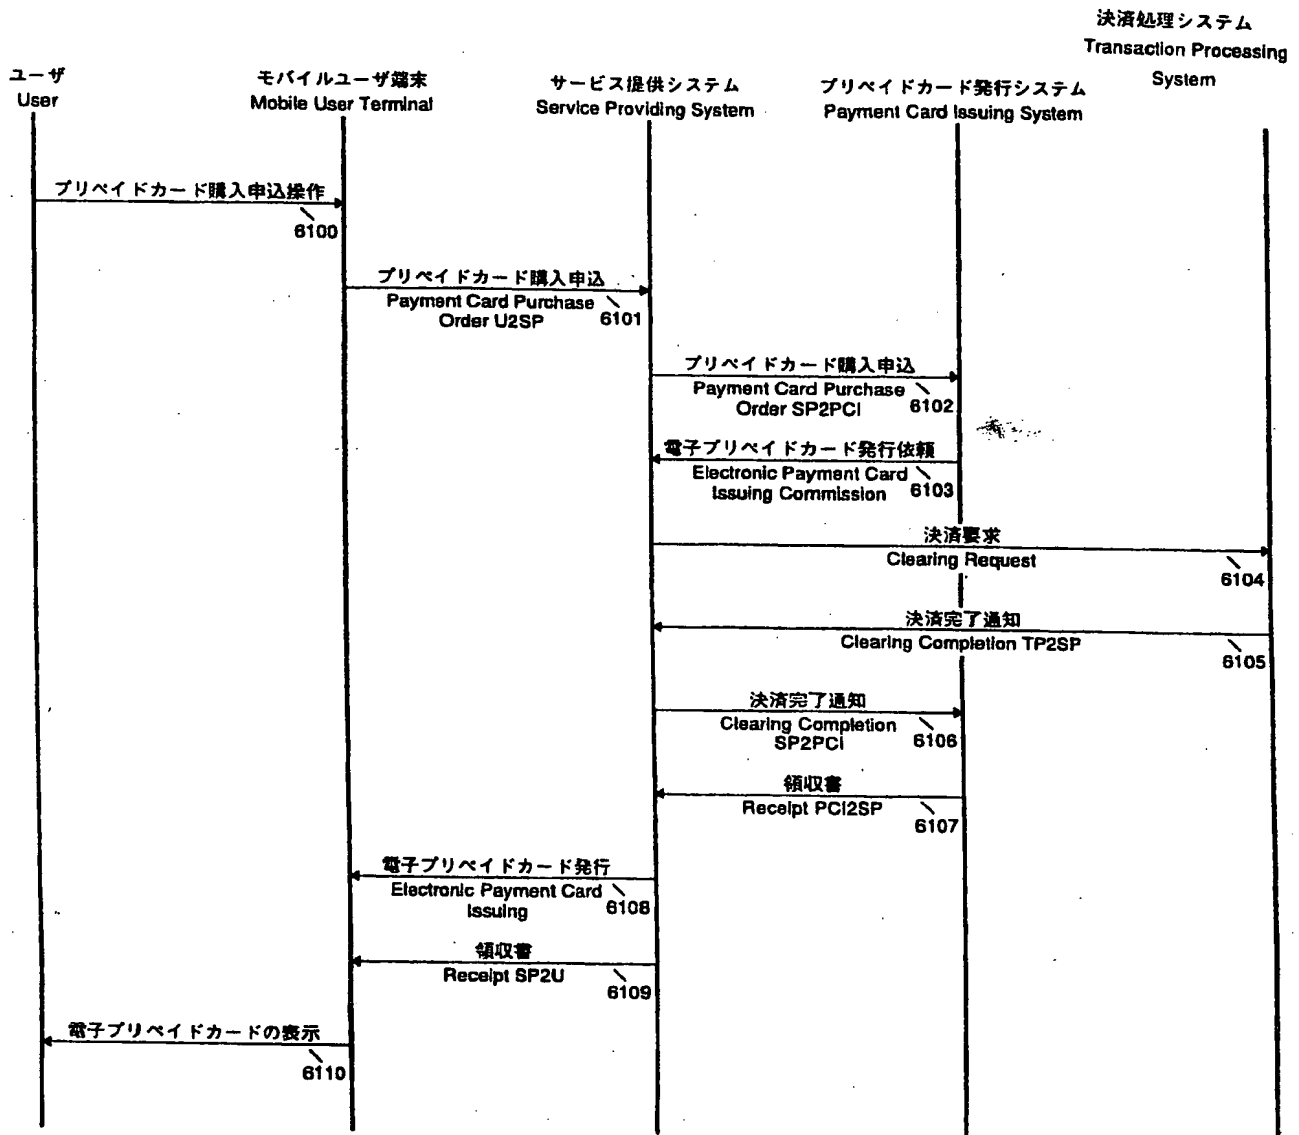 決済処理システム
Transaction Processing
System
ユーザ
User
モバイルユーザ端末
Mobile User Terminal
サービス提供システム
Service Providing System
プリペイドカード発行システム
Payment Card Issuing System
プリペイドカード購入申込操作
6100
プリペイドカード購入申込
Payment Card Purchase
Order U2SP
6101
プリペイドカード購入申込
Payment Card Purchase
Order SP2PCI
6102
電子プリペイドカード発行依頼
Electronic Payment Card
Issuing Commission
6103
決済要求
Clearing Request
6104
決済完了通知
Clearing Completion TP2SP
6105
決済完了通知
Clearing Completion
SP2PCI
6106
領収書
Receipt PCI2SP
6107
電子プリペイドカード発行
Electronic Payment Card
Issuing
6108
領収書
Receipt SP2U
6109
電子プリペイドカードの表示
6110